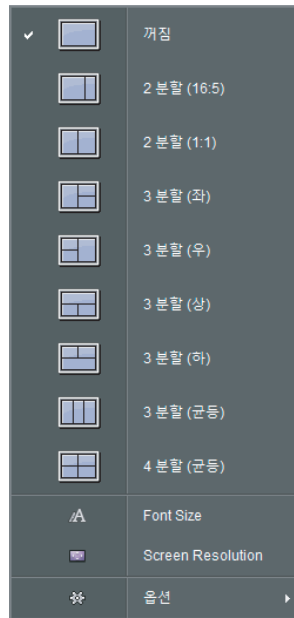 꺼짐
2 분할 (16:5)
2 분할 (1:1)
3 분할 (좌)
3 분할 (우)
3 분할 (상)
3 분할 (하)
3 분할 (균등)
4 분할 (균등)
Font Size
Screen Resolution
옵션